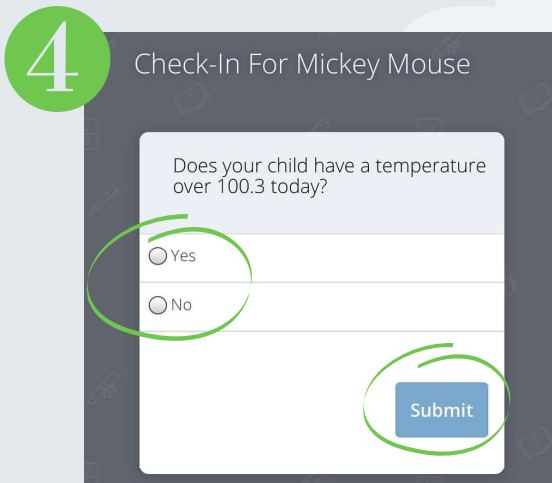 4
Check-In For Mickey Mouse
Does your child have a temperature
over 100.3 today?
Yes
No
Submit